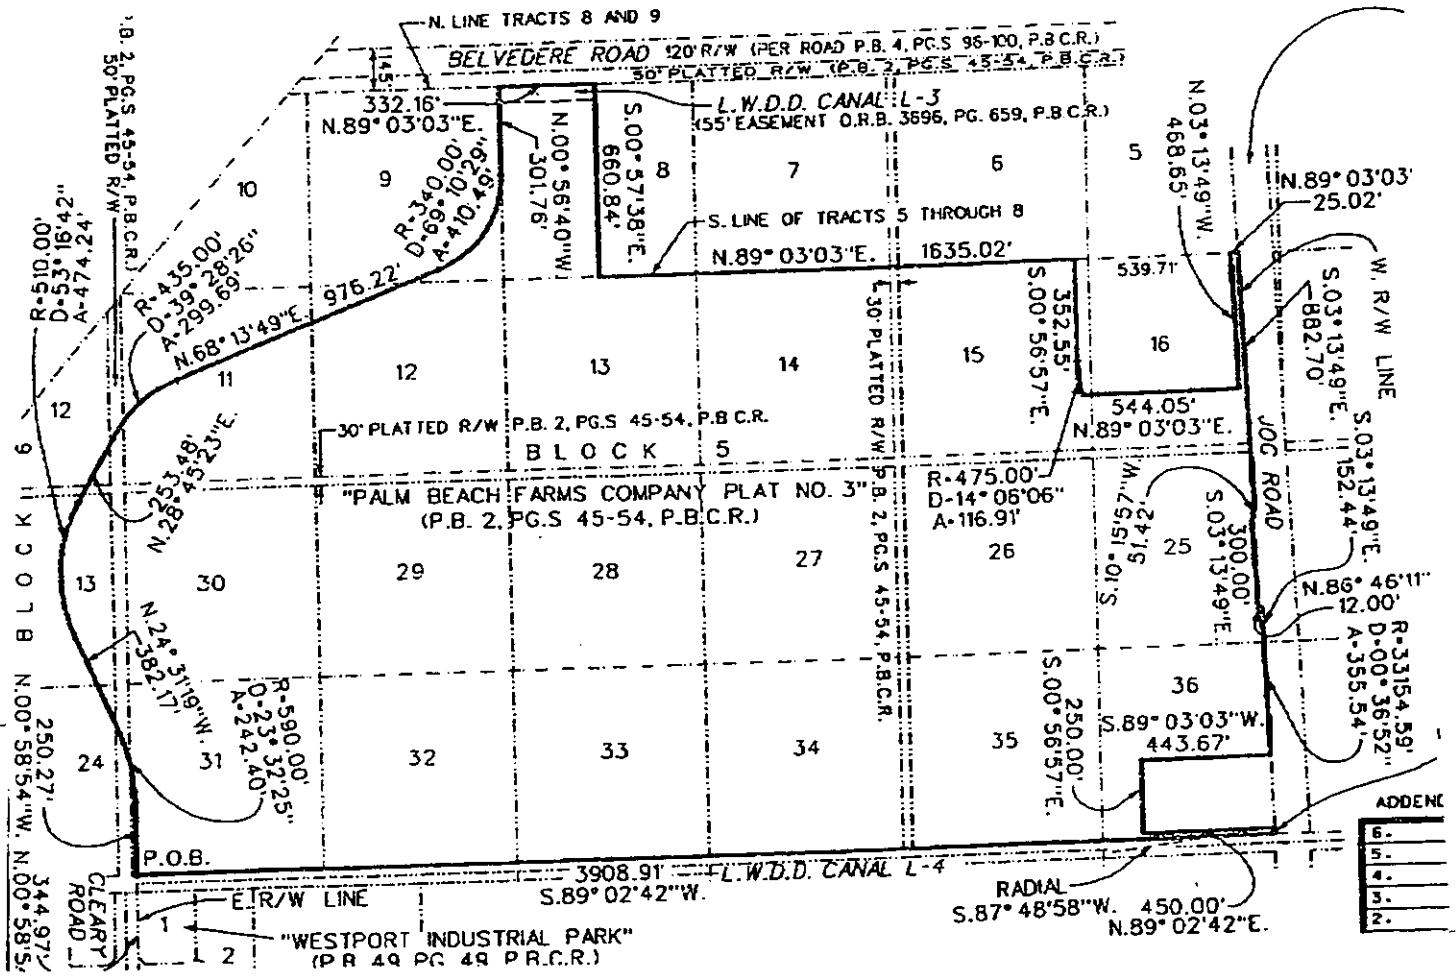 N. LINE TRACTS 8 AND 9
BELVEDERE ROAD 120' R/W (PER ROAD P.B. 4, PG.S 96-100, P.B C.R.)
50' PLATTED R/W (P.B. 2, PG.S 45-54, P.B.C.R.)
145'
.B. 2, PG.S 45-54, P.B.C.R.)
50' PLATTED R/W
332.16'
N.89° 03'03"E.
L.W.D.D. CANAL L-3
(55' EASEMENT O.R.B. 3696, PG. 659, P.B.C.R.)
N.00° 56'40"W
301.76'
S.00° 57'38"E.
660.84'
R=340.00'
D=69° 10'29"
A=410.49'
10
9
8
7
6
5
N.03° 13'49"W.
468.65'
N.89° 03'03'
25.02'
S. LINE OF TRACTS 5 THROUGH 8
N.89° 03'03"E. 1635.02'
539.71'
R=510.00'
D=53° 16'42"
A=474.24'
R=435.00'
D=39° 28'26"
A=299.69'
976.22'
N.68° 13'49"E.
W. R/W LINE
S.03° 13'49"E.
882.70'
352.55'
S.00° 56'57"E.
12
11
12
13
14
15
16
30' PLATTED R/W P.B. 2, PG.S 45-54, P.B.C.R.
544.05'
N.89° 03'03"E.
30' PLATTED R/W P.B. 2, PG.S 45-54, P.B C.R.
BLOCK 5
BLOCK 6
253.48'
N.28° 45'23"E.
"PALM BEACH FARMS COMPANY PLAT NO. 3"
(P.B. 2, PG.S 45-54, P.B.C.R.)
R=475.00'
D=14° 06'06"
A=116.91'
JOG ROAD
S.03° 13'49"E.
152.44'
S.10° 15'57"W
51.42'
300.00'
S.03° 13'49"E
13
30
29
28
27
26
25
N.86° 46'11"
12.00'
R=33154.59'
D=00° 36'52"
A=355.54'
N.24° 31'19"W.
382.17'
R=590.00'
D=23° 32'25"
A=242.40'
250.27'
N.00° 58'54"W.
S.00° 56'57"E.
250.00'
36
S.89° 03'03"W.
443.67'
24
31
32
33
34
35
P.O.B.
3908.91'
S.89° 02'42"W.
L.W.D.D. CANAL L-4
RADIAL
S.87° 48'58"W.
450.00'
N.89° 02'42"E.
E. R/W LINE
CLEARY ROAD
344.97'
N.00° 58'5
1
2
"WESTPORT INDUSTRIAL PARK"
(P.B. 49 PG. 49 P.B.C.R.)
ADDEND
6.
5.
4.
3.
2.